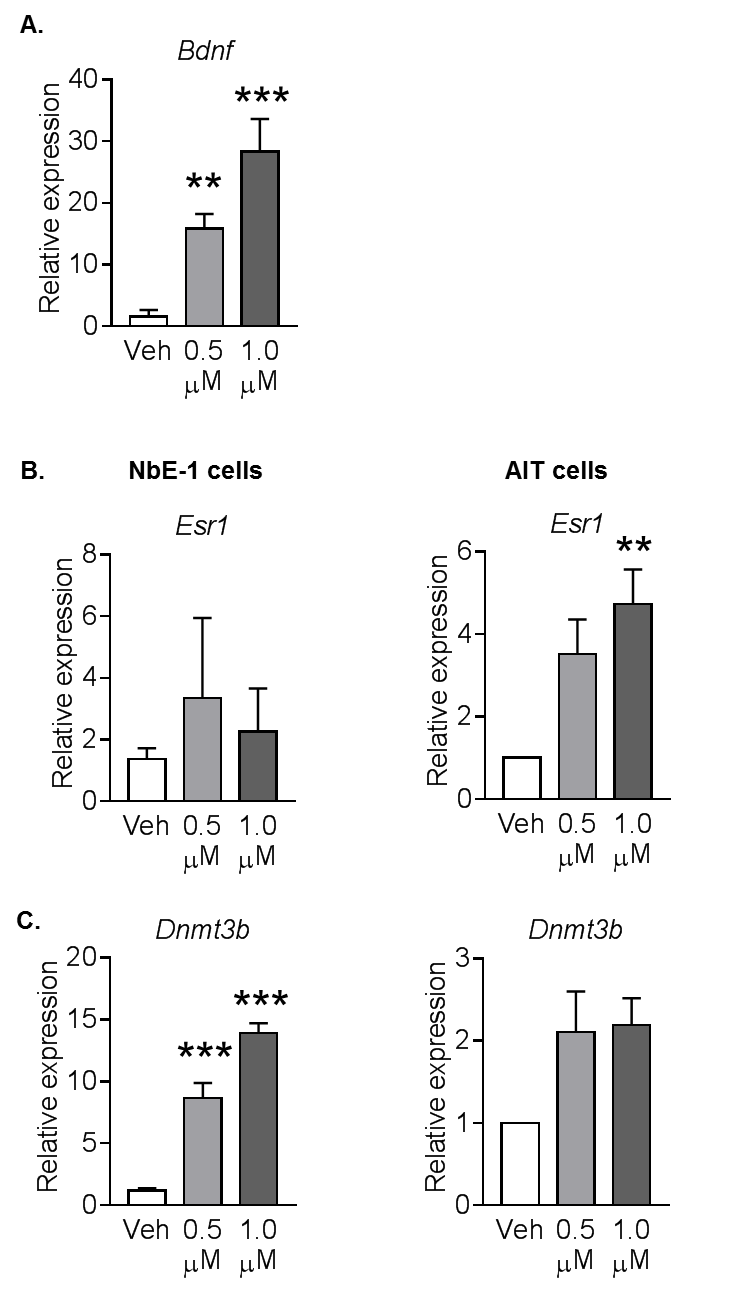 A.
Bdnf
Relative expression
40
30
20
10
0
**
***
Veh 0.5 1.0
μM μM
B. NbE-1 cells AIT cells
Esr1
Relative expression
8
6
4
2
0
Veh 0.5 1.0
μM μM
Esr1
Relative expression
6
4
2
0
**
Veh 0.5 1.0
μM μM
C.
Dnmt3b
Relative expression
20
15
10
5
0
***
***
Veh 0.5 1.0
μM μM
Dnmt3b
Relative expression
3
2
1
0
Veh 0.5 1.0
μM μM